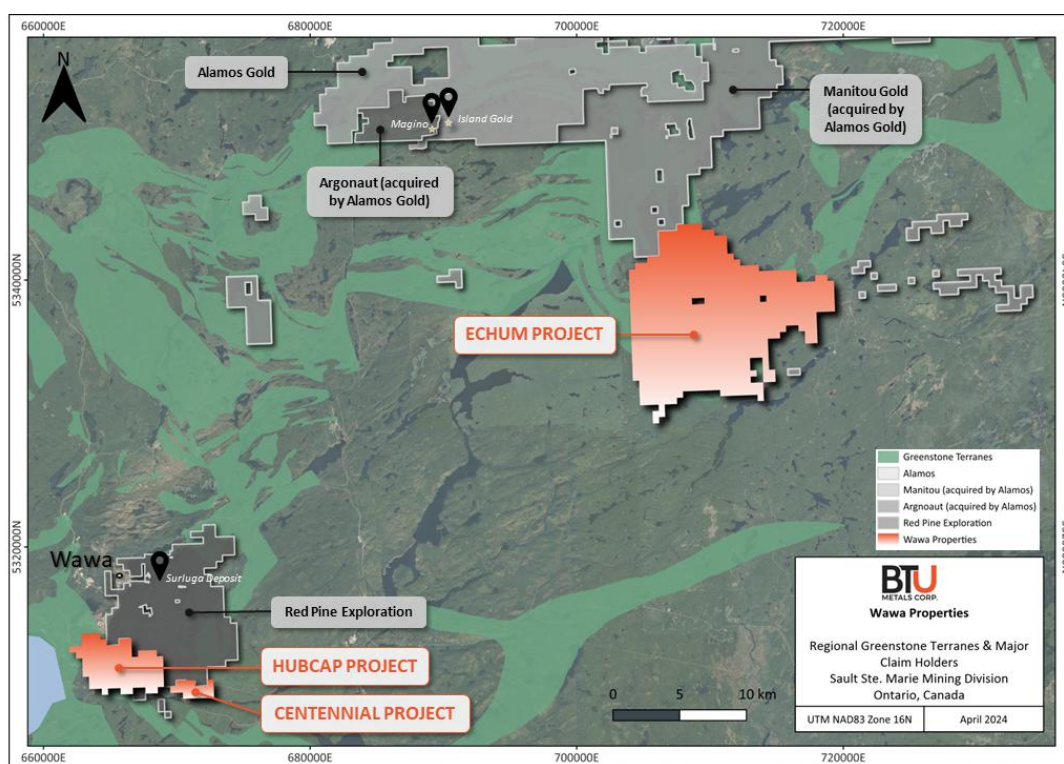 660000E
680000E
700000E
720000E
N
Alamos Gold
Magino
Island Gold
Manitou Gold
(acquired by
Alamos Gold)
Argonaut (acquired
by Alamos Gold)
5340000N
ECHUM PROJECT
Greenstone Terranes
Alamos
Manitou (acquired by Alamos)
Argnoaut (acquired by Alamos)
Red Pine Exploration
Wawa Properties
5320000N
Wawa
Surluga Deposit
Red Pine Exploration
HUBCAP PROJECT
CENTENNIAL PROJECT
0 5 10 km
BTU
METALS CORP.
Wawa Properties
Regional Greenstone Terranes & Major
Claim Holders
Sault Ste. Marie Mining Division
Ontario, Canada
UTM NAD83 Zone 16N
April 2024
660000E
680000E
700000E
720000E